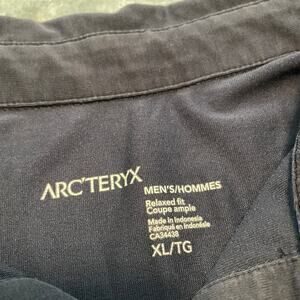 ARC'TERYX
MEN'S/HOMMES
Relaxed fit
Coupe ample
Made in Indonesia
Fabriqué en Indonésie
CA34438
XL/TG